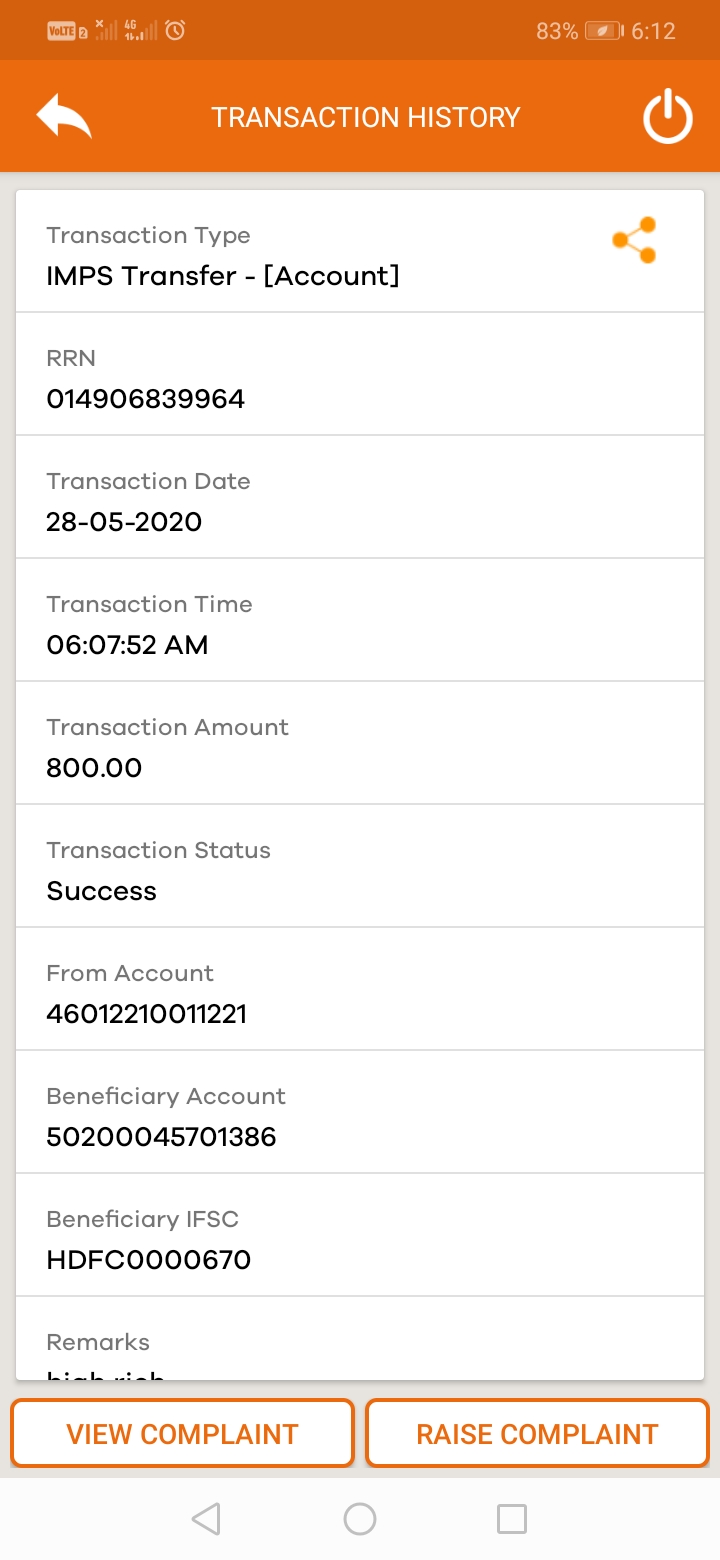 VoLTE 2 4G 83% 6:12
TRANSACTION HISTORY
Transaction Type
IMPS Transfer - [Account]
RRN
014906839964
Transaction Date
28-05-2020
Transaction Time
06:07:52 AM
Transaction Amount
800.00
Transaction Status
Success
From Account
46012210011221
Beneficiary Account
50200045701386
Beneficiary IFSC
HDFC0000670
Remarks
high rich
VIEW COMPLAINT
RAISE COMPLAINT